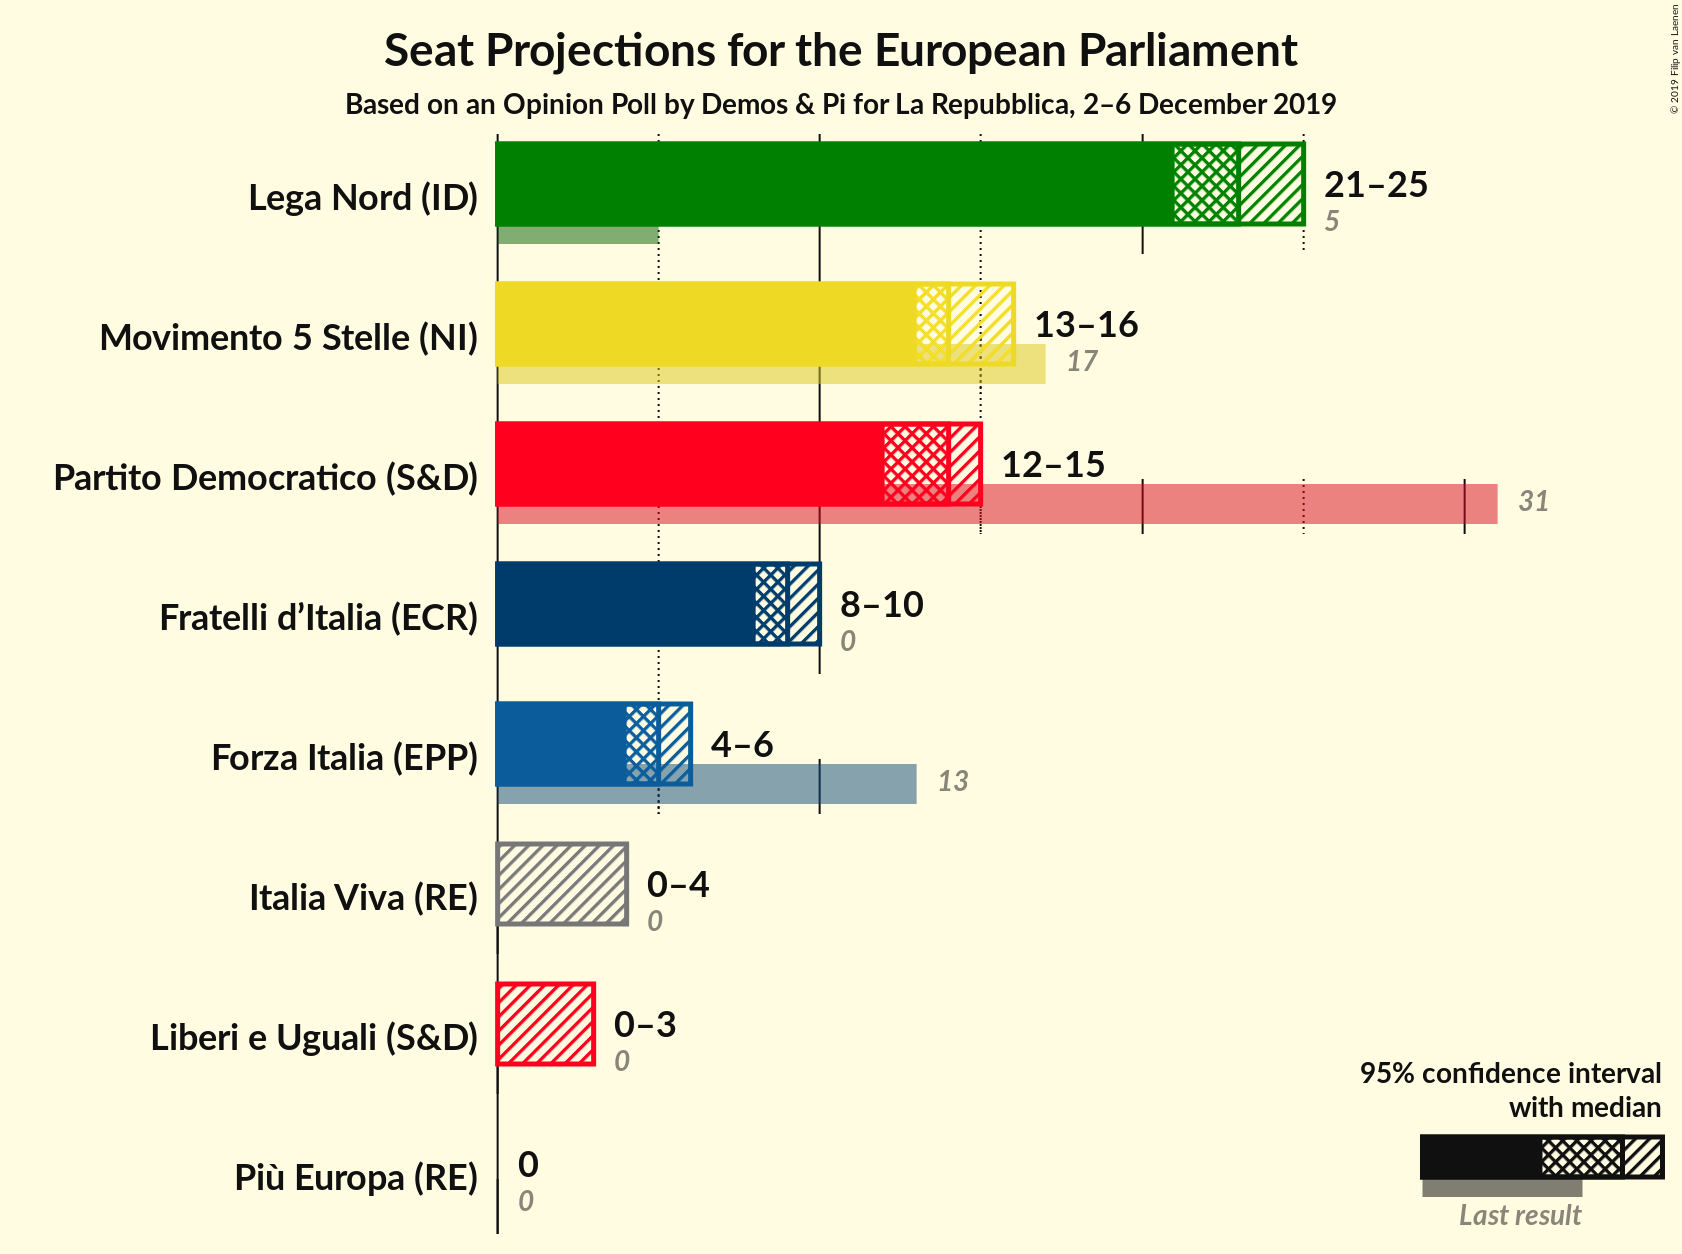 Seat Projections for the European Parliament
Based on an Opinion Poll by Demos & Pi for La Repubblica, 2–6 December 2019
© 2019 Filip van Laenen
Lega Nord (ID)
21–25
5
Movimento 5 Stelle (NI)
13–16
17
Partito Democratico (S&D)
12–15
31
Fratelli d’Italia (ECR)
8–10
0
Forza Italia (EPP)
4–6
13
Italia Viva (RE)
0–4
0
Liberi e Uguali (S&D)
0–3
0
Più Europa (RE)
0
0
95% confidence interval
with median
Last result